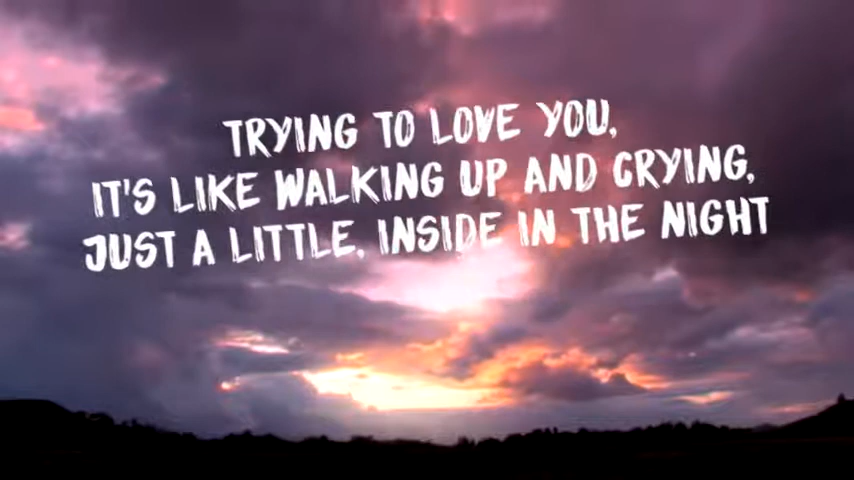 TRYING TO LOVE YOU,
IT'S LIKE WALKING UP AND CRYING,
JUST A LITTLE, INSIDE IN THE NIGHT